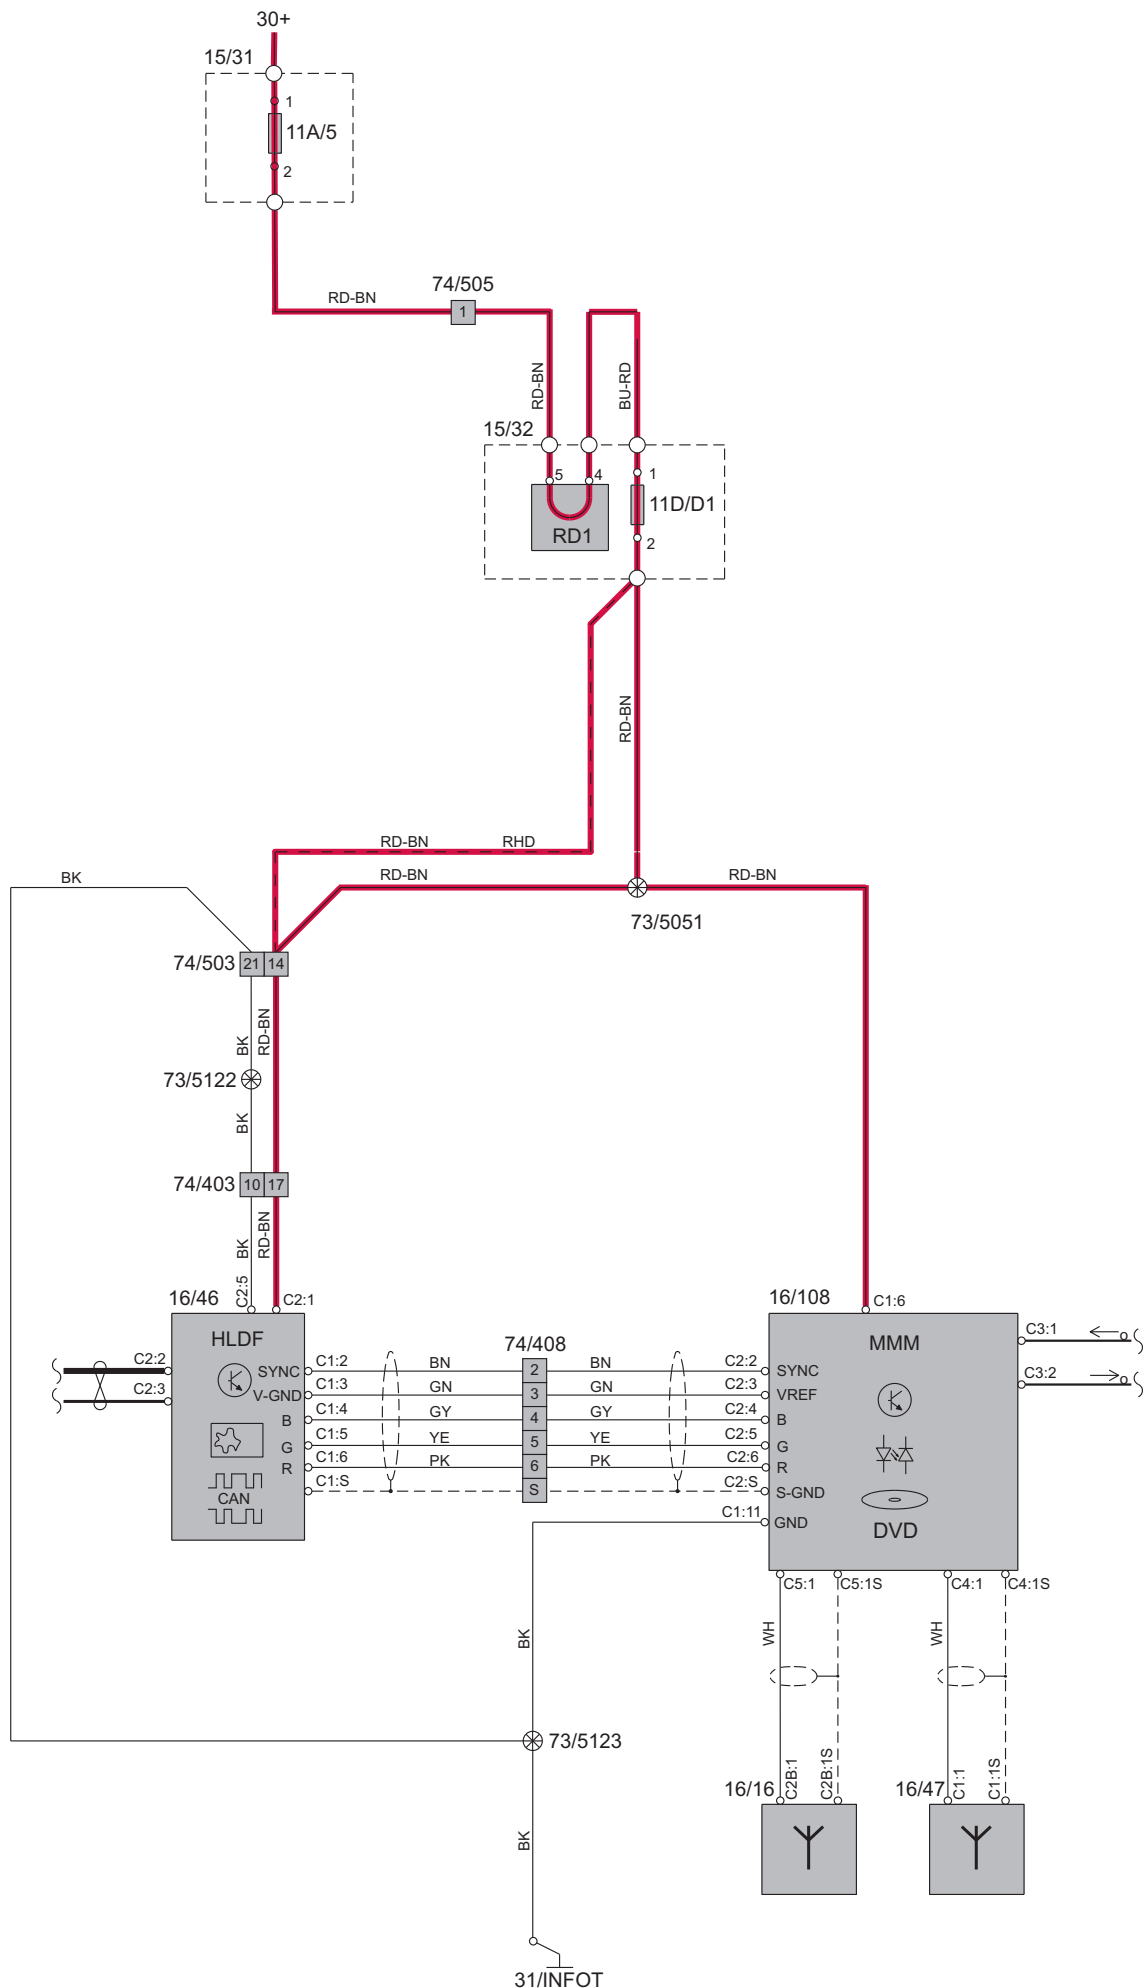 30+
15/31
1
11A/5
2
74/505
RD-BN
1
RD-BN
BU-RD
15/32
5
4
1
11D/D1
RD1
2
RD-BN
RD-BN
RHD
RD-BN
RD-BN
BK
73/5051
74/503
21
14
BK
RD-BN
73/5122
BK
74/403
10
17
BK
RD-BN
16/46
C2:5
C2:1
16/108
C1:6
HLDF
MMM
C3:1
74/408
C2:2
SYNC
C1:2
BN
2
BN
C2:2
SYNC
C3:2
C2:3
V-GND
C1:3
GN
3
GN
C2:3
VREF
B
C1:4
GY
4
GY
C2:4
B
G
C1:5
YE
5
YE
C2:5
G
R
C1:6
PK
6
PK
C2:6
R
C1:S
S
C2:S
S-GND
CAN
C1:11
GND
DVD
C5:1
C5:1S
C4:1
C4:1S
BK
WH
WH
73/5123
16/16
C2B:1
C2B:1S
16/47
C1:1
C1:1S
BK
31/INFOT